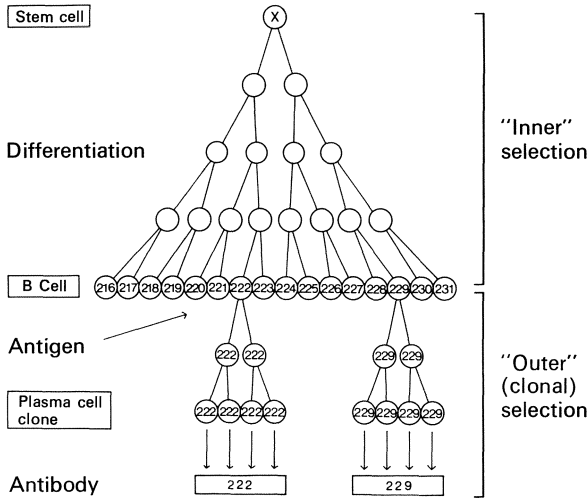 Stem cell
X
"Inner"
selection
Differentiation
B Cell
216 217 218 219 220 221 222 223 224 225 226 227 228 229 230 231
Antigen
222 222 229 229
"Outer"
(clonal)
selection
Plasma cell
clone
222 222 222 222 229 229 229 229
Antibody
222 229